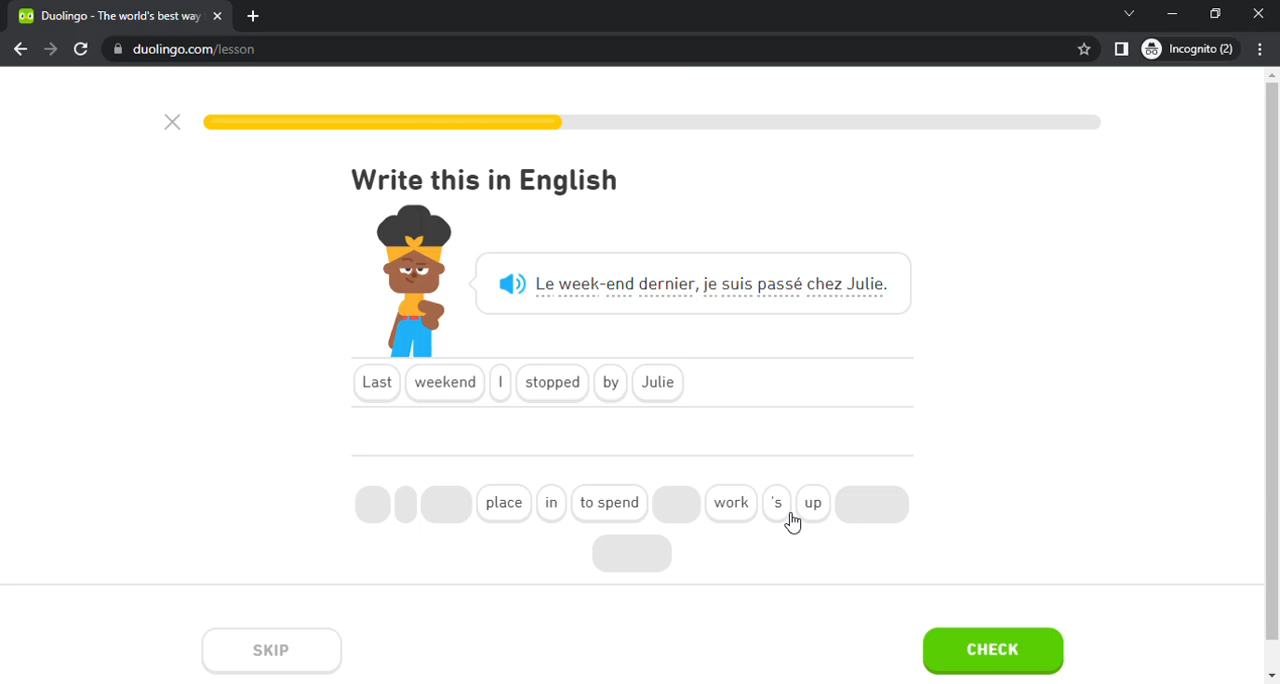 Duolingo - The world's best way
duolingo.com/lesson
Incognito (2)
Write this in English
Le week-end dernier, je suis passé chez Julie.
Last weekend I stopped by Julie
place in to spend work 's up
SKIP
CHECK